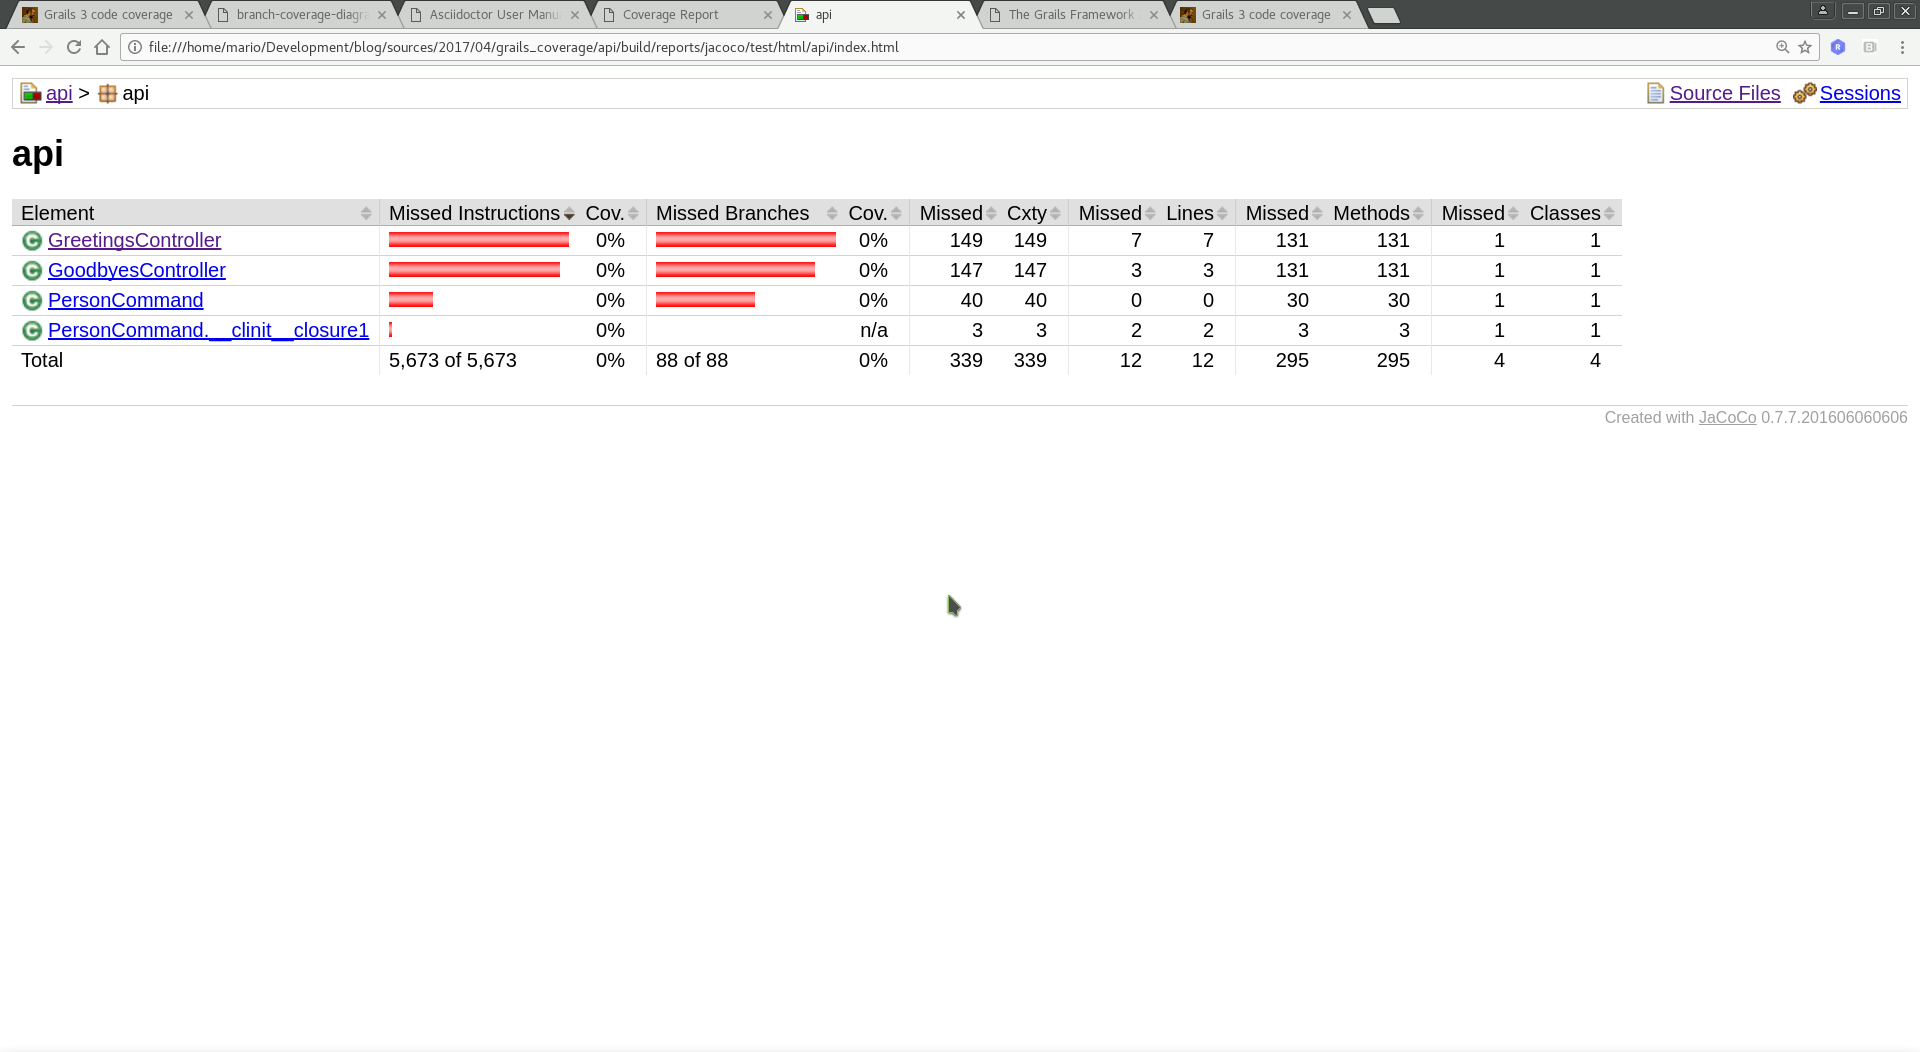 Grails 3 code coverage branch-coverage-diagra Asciidoctor User Manu Coverage Report api The Grails Framework Grails 3 code coverage
file:///home/mario/Development/blog/sources/2017/04/grails_coverage/api/build/reports/jacoco/test/html/api/index.html
api > api Source Files Sessions
api
Element Missed Instructions Cov. Missed Branches Cov. Missed Cxty Missed Lines Missed Methods Missed Classes
GreetingsController 0% 0% 149 149 7 7 131 131 1 1
GoodbyesController 0% 0% 147 147 3 3 131 131 1 1
PersonCommand 0% 0% 40 40 0 0 30 30 1 1
PersonCommand.__clinit__closure1 0% n/a 3 3 2 2 3 3 1 1
Total 5,673 of 5,673 0% 88 of 88 0% 339 339 12 12 295 295 4 4
Created with JaCoCo 0.7.7.201606060606